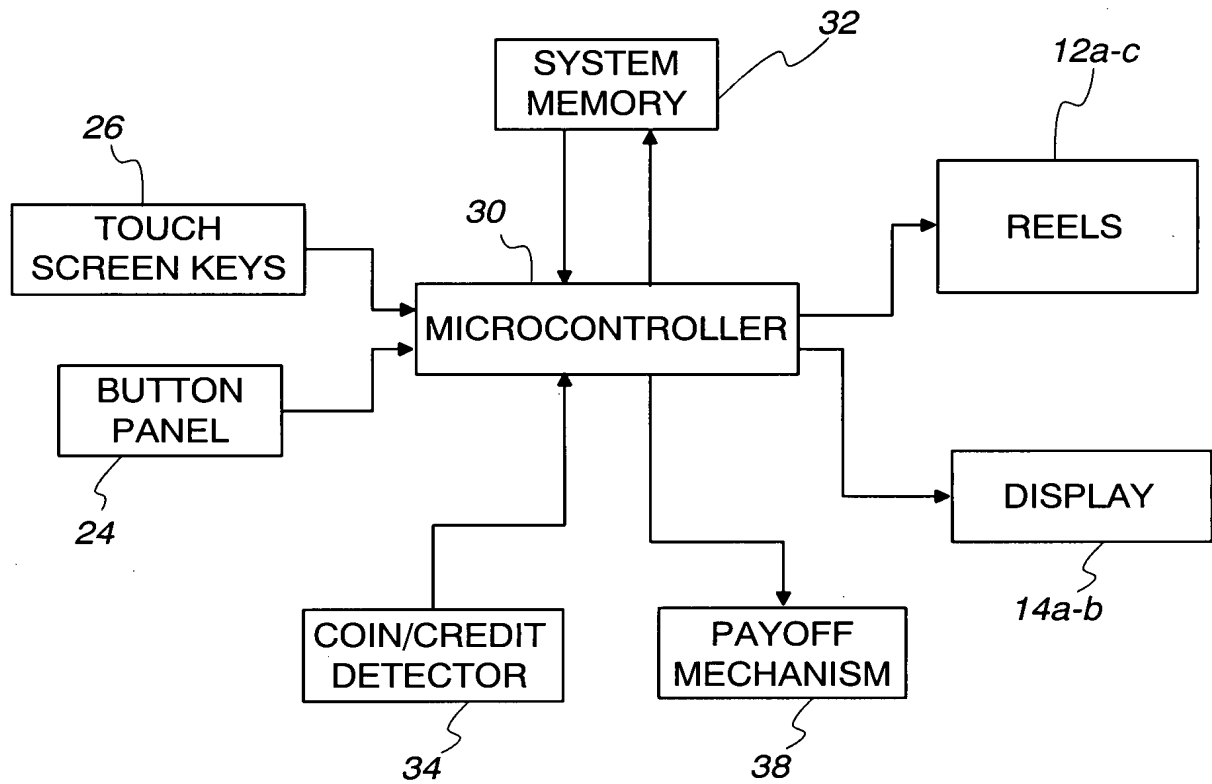 32
SYSTEM
MEMORY
12a-c
REELS
26
TOUCH
SCREEN KEYS
30
MICROCONTROLLER
BUTTON
PANEL
24
DISPLAY
14a-b
COIN/CREDIT
DETECTOR
34
PAYOFF
MECHANISM
38